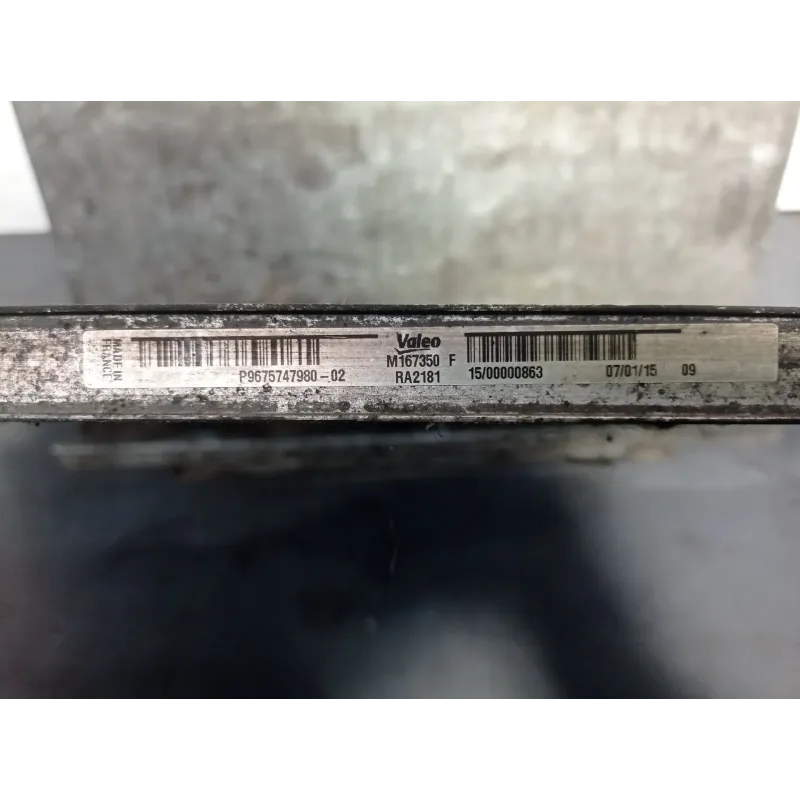 MADE IN
FRANCE
P9675747980-02
Valeo
M167350 F
RA2181
15/00000863 07/01/15 09